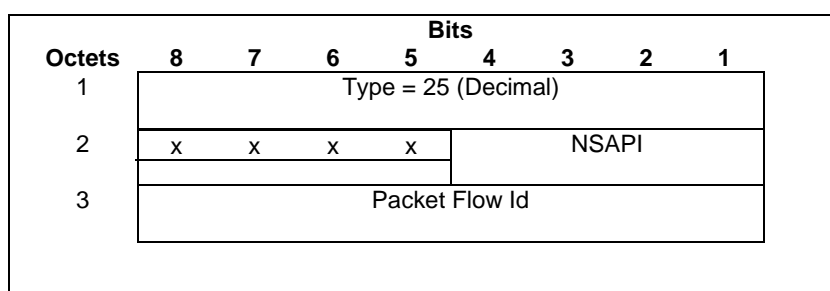 Bits
Octets 8 7 6 5 4 3 2 1
1 Type = 25 (Decimal)
2 x x x x NSAPI
3 Packet Flow Id